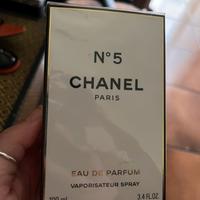 N°5
CHANEL
PARIS
EAU DE PARFUM
VAPORISATEUR SPRAY
100 ml 3.4 FL. OZ.